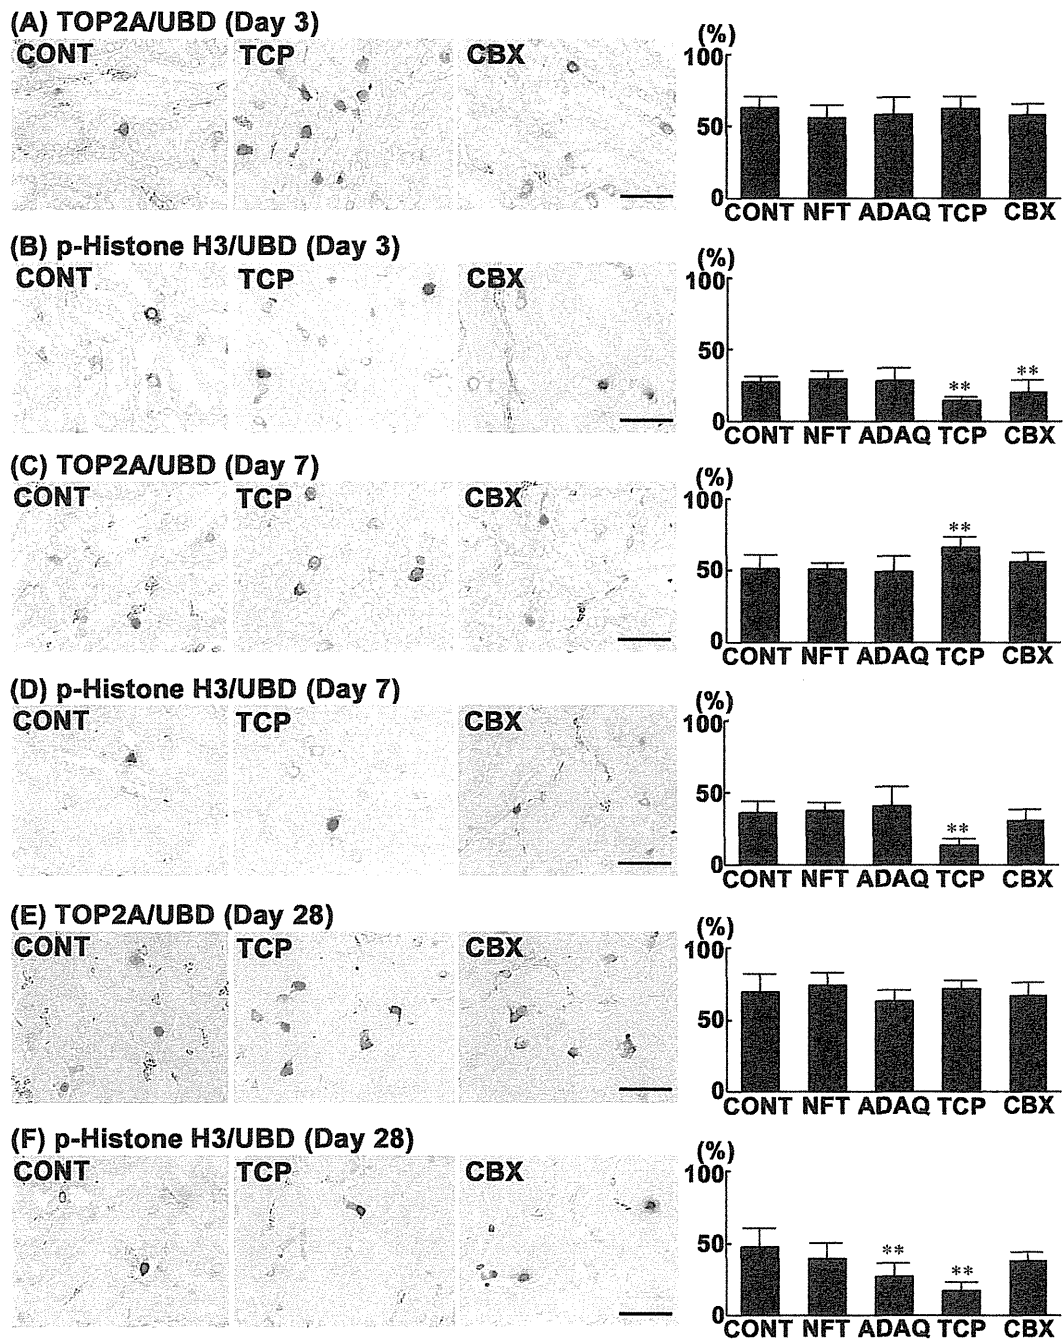 (A) TOP2A/UBD (Day 3)
CONT TCP CBX
(%)
100
50
0
CONT NFT ADAQ TCP CBX
(B) p-Histone H3/UBD (Day 3)
CONT TCP CBX
(%)
100
50
** **
0
CONT NFT ADAQ TCP CBX
(C) TOP2A/UBD (Day 7)
CONT TCP CBX
(%)
100
**
50
0
CONT NFT ADAQ TCP CBX
(D) p-Histone H3/UBD (Day 7)
CONT TCP CBX
(%)
100
50
**
0
CONT NFT ADAQ TCP CBX
(E) TOP2A/UBD (Day 28)
CONT TCP CBX
(%)
100
50
0
CONT NFT ADAQ TCP CBX
(F) p-Histone H3/UBD (Day 28)
CONT TCP CBX
(%)
100
50
** **
0
CONT NFT ADAQ TCP CBX